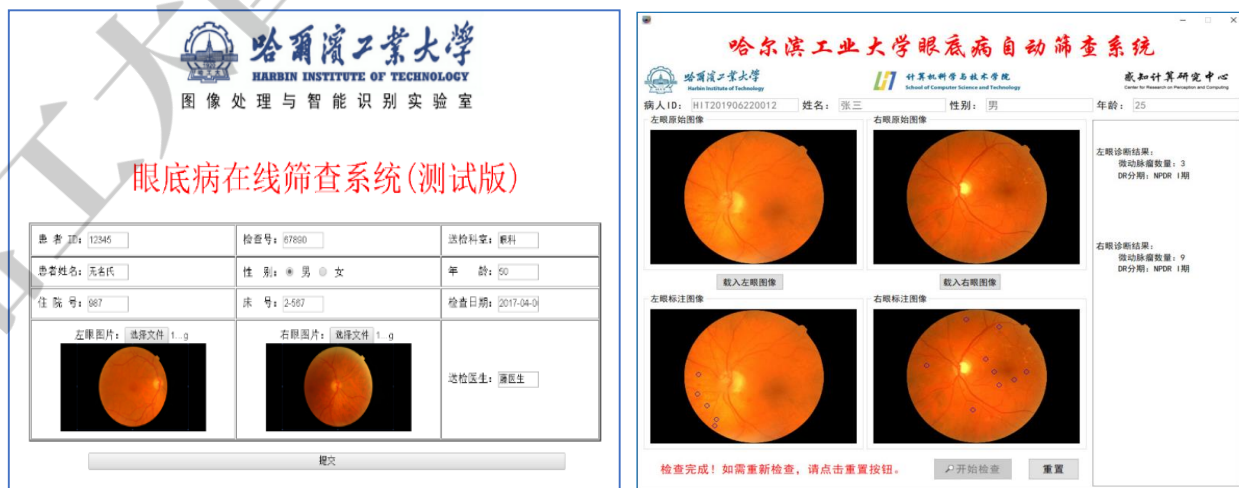 哈爾濱工業大學
HARBIN INSTITUTE OF TECHNOLOGY
图像处理与智能识别实验室
眼底病在线筛查系统(测试版)
患 者 ID: 12345 检查号: 67890 送检科室: 眼科
患者姓名: 无名氏 性 别: 男 女 年 龄: 50
住 院 号: 987 床 号: 2-567 检查日期: 2017-04-0
左眼图片: 选择文件 1...g 右眼图片: 选择文件 1...g
送检医生:
提交
哈尔滨工业大学眼底病自动筛查系统
哈爾濱工業大學
Harbin Institute of Technology
计算机科学与技术学院
School of Computer Science and Technology
感知计算研究中心
Center for Research on Perception and Computing
病人ID: HIT201906220012 姓名: 张三 性别: 男 年龄: 25
左眼原始图像 右眼原始图像
载入左眼图像 载入右眼图像
左眼标注图像 右眼标注图像
左眼诊断结果:
微动脉瘤数量: 3
DR分期: NPDR I期
右眼诊断结果:
微动脉瘤数量: 9
DR分期: NPDR I期
检查完成! 如需重新检查, 请点击重置按钮。 开始检查 重置